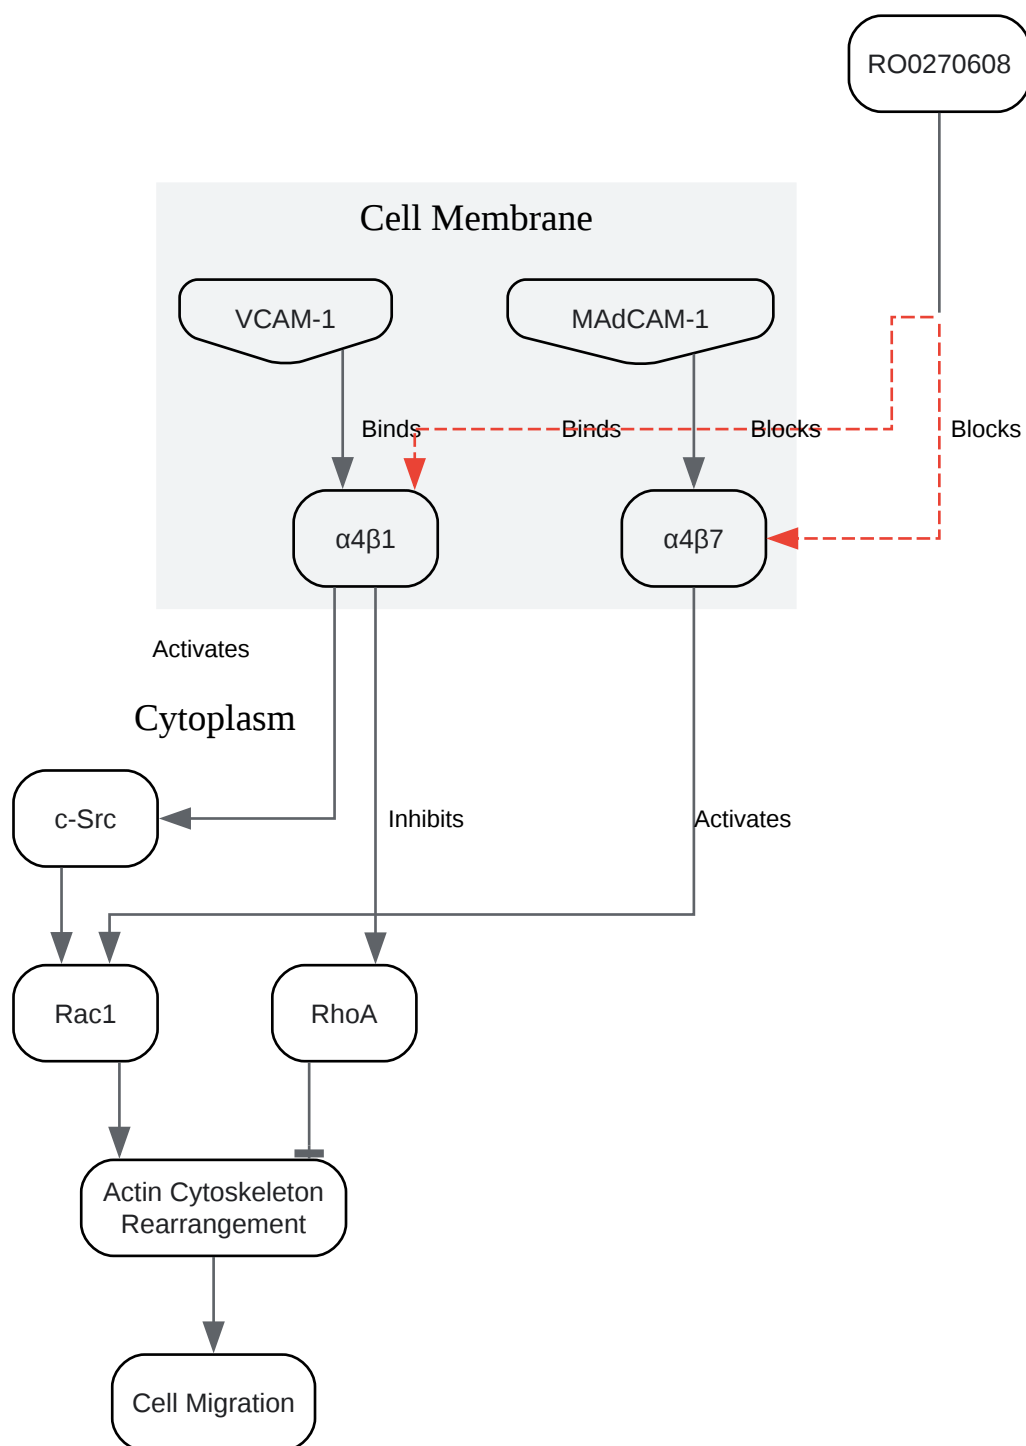 RO0270608
Cell Membrane
VCAM-1
MAdCAM-1
Binds
Binds
Blocks
Blocks
α4β1
α4β7
Activates
Cytoplasm
c-Src
Inhibits
Activates
Rac1
RhoA
Actin Cytoskeleton
Rearrangement
Cell Migration